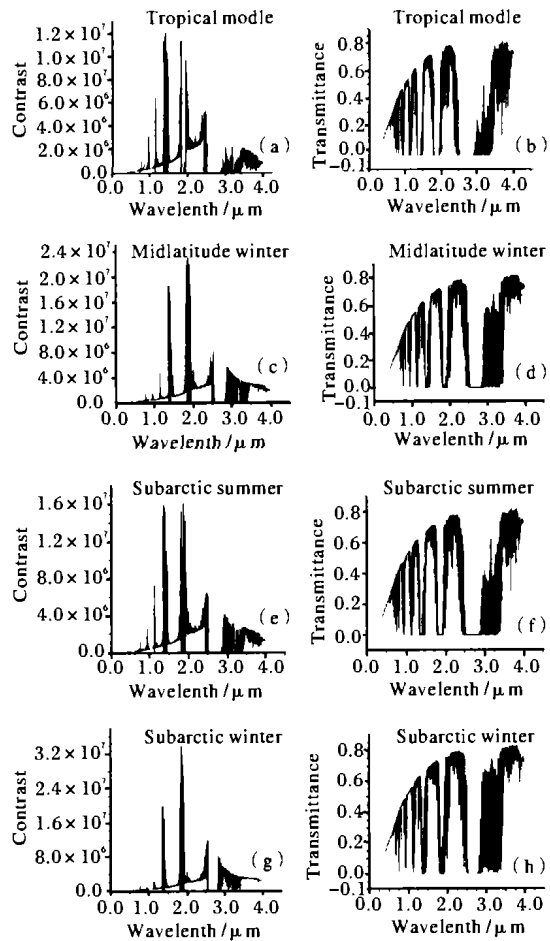 Tropical modle
Contrast
1.2×10⁷
1.0×10⁷
8.0×10⁶
6.0×10⁶
4.0×10⁶
2.0×10⁶
0.0
(a)
0.0 1.0 2.0 3.0 4.0
Wavelenth/μm
Tropical modle
Transmittance
0.8
0.6
0.4
0.2
0.0
-0.1
(b)
0.0 1.0 2.0 3.0 4.0
Wavelenth/μm
Midlatitude winter
Contrast
2.4×10⁷
2.0×10⁷
1.6×10⁷
1.2×10⁷
8.0×10⁶
4.0×10⁶
0.0
(c)
0.0 1.0 2.0 3.0 4.0
Wavelenth/μm
Midlatitude winter
Transmittance
0.8
0.6
0.4
0.2
0.0
-0.1
(d)
0.0 1.0 2.0 3.0 4.0
Wavelenth/μm
Subarctic summer
Contrast
1.6×10⁷
1.2×10⁷
8.0×10⁶
4.0×10⁶
0.0
(e)
0.0 1.0 2.0 3.0 4.0
Wavelenth/μm
Subarctic summer
Transmittance
0.8
0.6
0.4
0.2
0.0
(f)
0.0 1.0 2.0 3.0 4.0
Wavelenth/μm
Subarctic winter
Contrast
3.2×10⁷
2.4×10⁷
1.6×10⁷
8.0×10⁶
0.0
(g)
0.0 1.0 2.0 3.0 4.0
Wavelenth/μm
Subarctic winter
Transmittance
0.8
0.6
0.4
0.2
0.0
-0.1
(h)
0.0 1.0 2.0 3.0 4.0
Wavelenth/μm